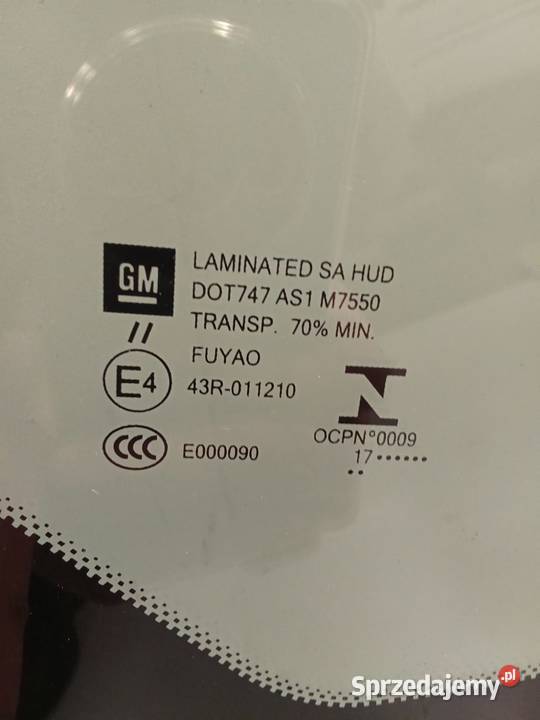 GM
LAMINATED SA HUD
DOT747 AS1 M7550
TRANSP. 70% MIN.
//
FUYAO
E4
43R-011210
CCC
E000090
N
OCPN°0009
17••••••
••
Sprzedajemy.pl